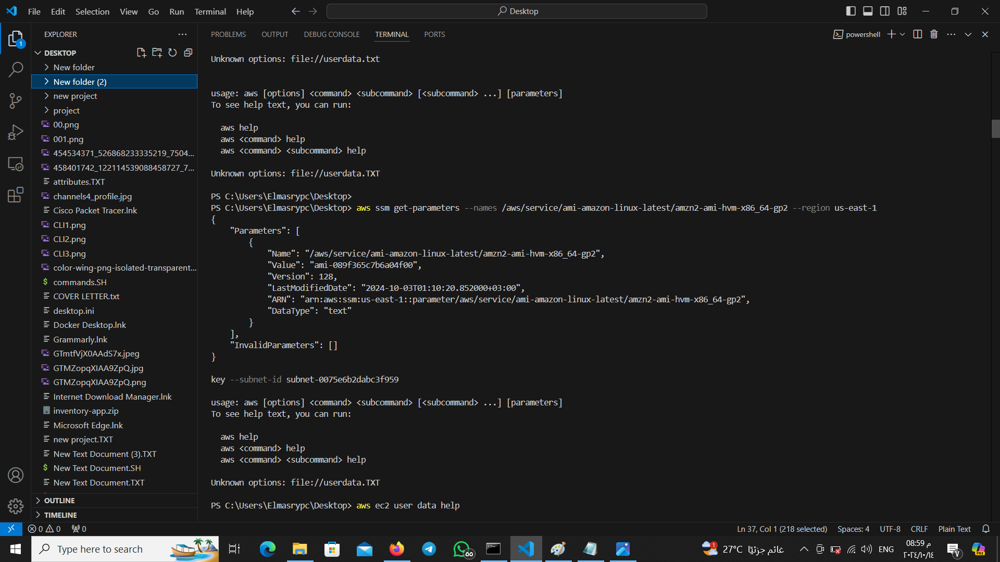 File Edit Selection View Go Run Terminal Help
Desktop
EXPLORER
1
DESKTOP
New folder
New folder (2)
new project
project
00.png
001.png
454534371_526868233335219_7504...
458401742_122114539088458727_7...
attributes.TXT
channels4_profile.jpg
Cisco Packet Tracer.lnk
CLI1.png
CLI2.png
CLI3.png
color-wing-png-isolated-transparent...
$ commands.SH
COVER LETTER.txt
desktop.ini
Docker Desktop.lnk
Grammarly.lnk
GTmtfVjX0AAdS7x.jpeg
GTMZopqXIAA9ZpQ.jpg
GTMZopqXIAA9ZpQ.png
Internet Download Manager.lnk
inventory-app.zip
Microsoft Edge.lnk
new project.TXT
New Text Document (3).TXT
$ New Text Document.SH
New Text Document.TXT
OUTLINE
TIMELINE
PROBLEMS OUTPUT DEBUG CONSOLE TERMINAL PORTS
powershell
Unknown options: file://userdata.txt
usage: aws [options] <command> <subcommand> [<subcommand> ...] [parameters]
To see help text, you can run:
aws help
aws <command> help
aws <command> <subcommand> help
Unknown options: file://userdata.TXT
PS C:\Users\Elmasrypc\Desktop>
PS C:\Users\Elmasrypc\Desktop> aws ssm get-parameters --names /aws/service/ami-amazon-linux-latest/amzn2-ami-hvm-x86_64-gp2 --region us-east-1
{
"Parameters": [
{
"Name": "/aws/service/ami-amazon-linux-latest/amzn2-ami-hvm-x86_64-gp2",
"Value": "ami-089f365c7b6a04f00",
"Version": 128,
"LastModifiedDate": "2024-10-03T01:10:20.852000+03:00",
"ARN": "arn:aws:ssm:us-east-1::parameter/aws/service/ami-amazon-linux-latest/amzn2-ami-hvm-x86_64-gp2",
"DataType": "text"
}
],
"InvalidParameters": []
}
key --subnet-id subnet-0075e6b2dabc3f959
usage: aws [options] <command> <subcommand> [<subcommand> ...] [parameters]
To see help text, you can run:
aws help
aws <command> help
aws <command> <subcommand> help
Unknown options: file://userdata.TXT
PS C:\Users\Elmasrypc\Desktop> aws ec2 user data help
0 0 0
Ln 37, Col 1 (218 selected) Spaces: 4 UTF-8 CRLF Plain Text
Type here to search
1
27°C غائم جزئيًا
ENG
08:59 م
٢٠٢٤/١٠/١٤
V
PRE